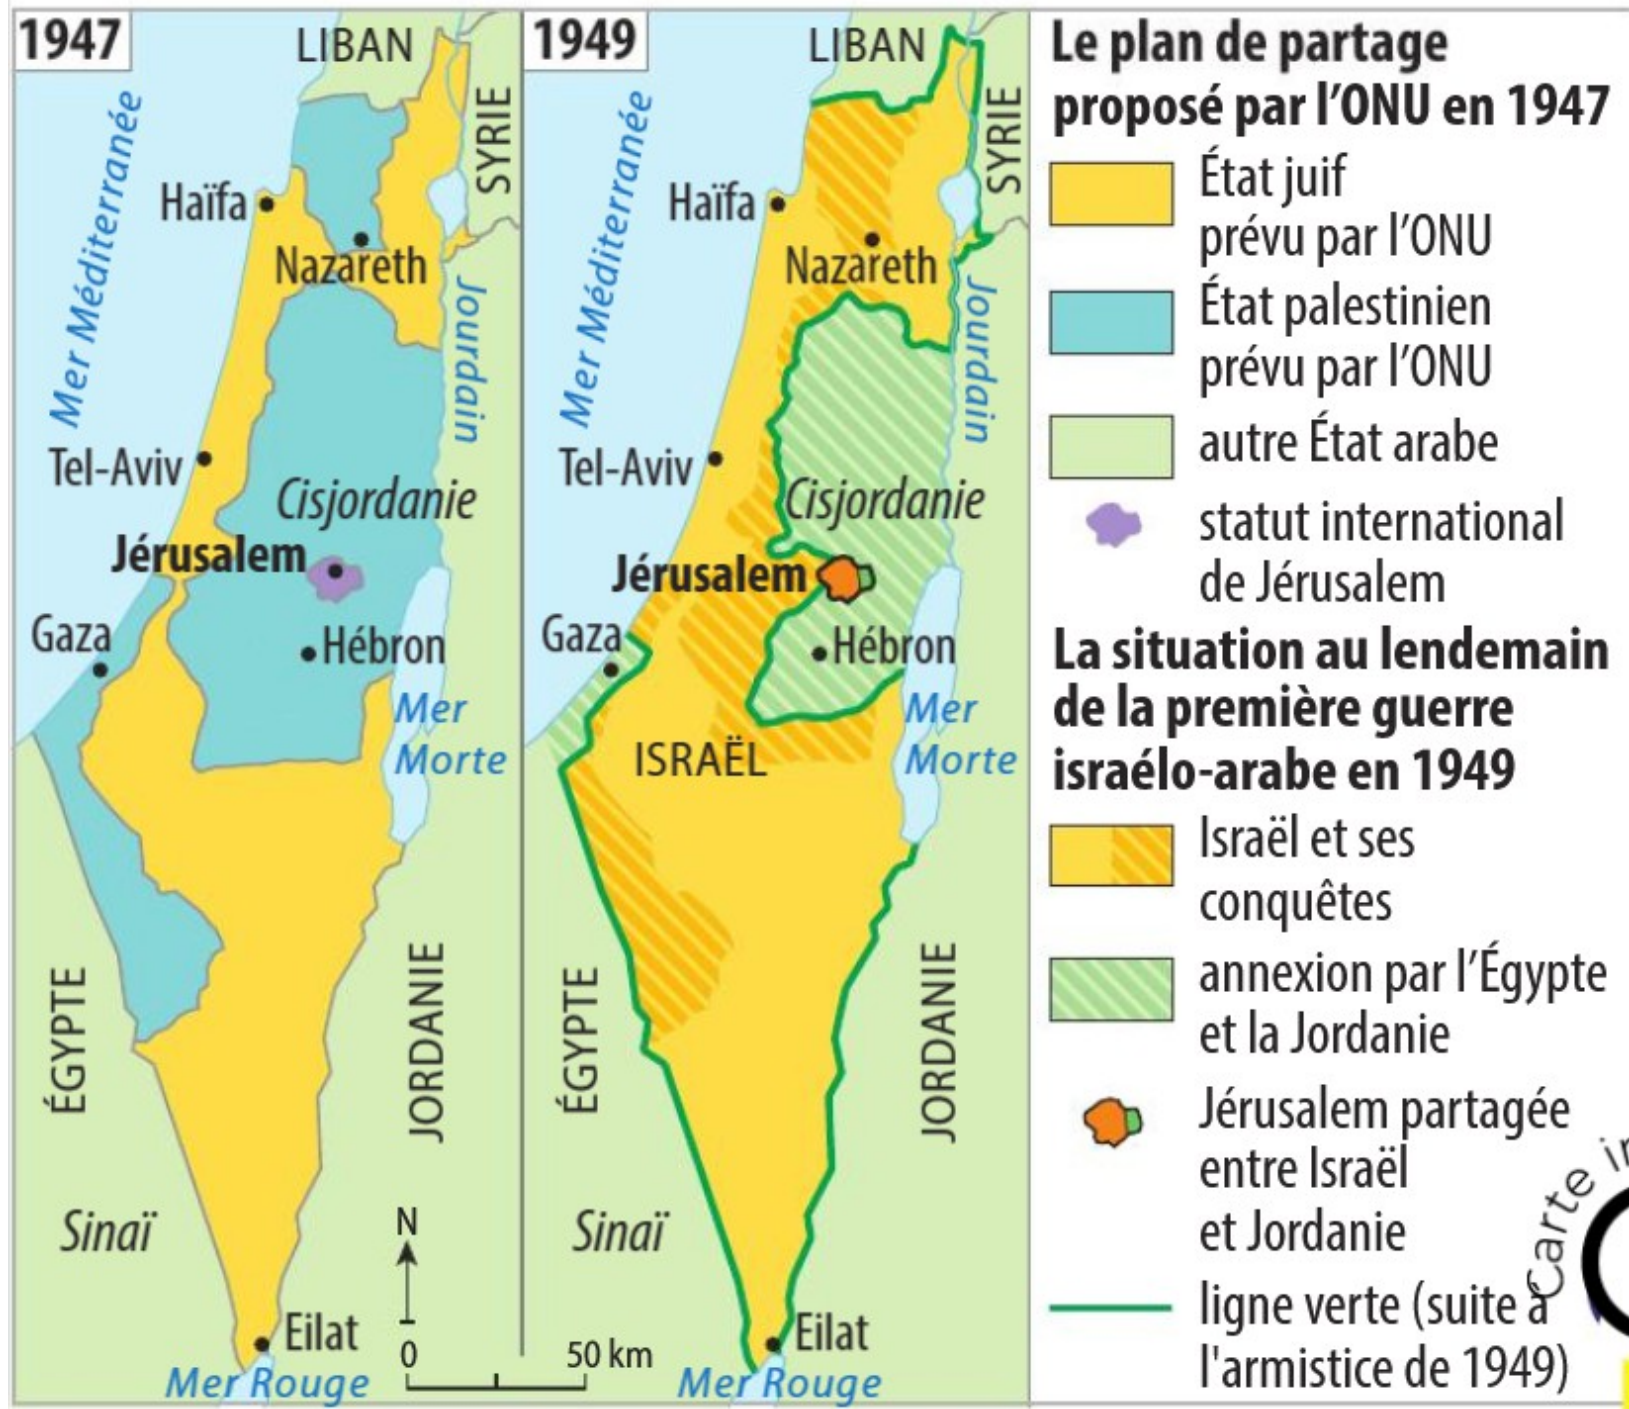 1947
LIBAN
SYRIE
Mer Méditerranée
Haïfa
Nazareth
Jourdain
Tel-Aviv
Cisjordanie
Jérusalem
Gaza
Hébron
Mer
Morte
ÉGYPTE
JORDANIE
Sinaï
N
Eilat
0 50 km
Mer Rouge
1949
LIBAN
SYRIE
Mer Méditerranée
Haïfa
Nazareth
Jourdain
Tel-Aviv
Cisjordanie
Jérusalem
Gaza
Hébron
Mer
Morte
ISRAËL
ÉGYPTE
JORDANIE
Sinaï
Eilat
Mer Rouge
Le plan de partage
proposé par l'ONU en 1947
État juif
prévu par l'ONU
État palestinien
prévu par l'ONU
autre État arabe
statut international
de Jérusalem
La situation au lendemain
de la première guerre
israélo-arabe en 1949
Israël et ses
conquêtes
annexion par l'Égypte
et la Jordanie
Jérusalem partagée
entre Israël
et Jordanie
ligne verte (suite à
l'armistice de 1949)
Carte